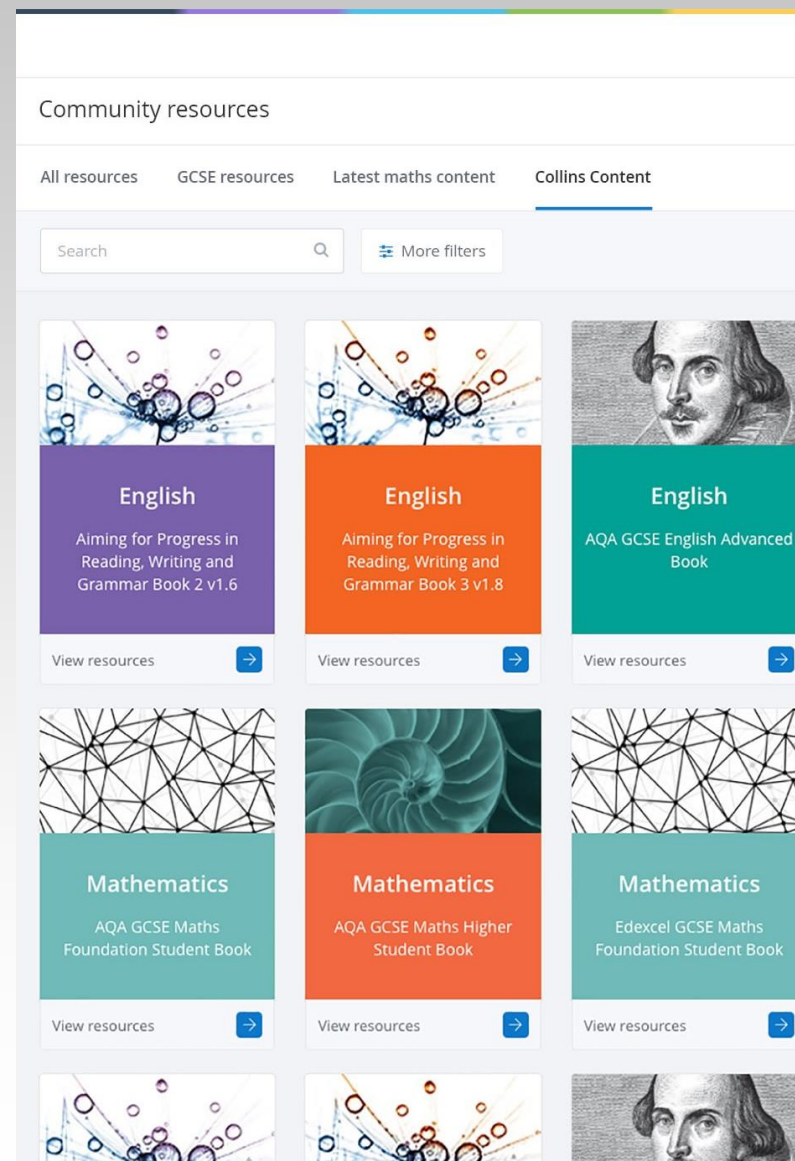 Community resources
All resources GCSE resources Latest maths content Collins Content
Search More filters
English
Aiming for Progress in
Reading, Writing and
Grammar Book 2 v1.6
View resources
English
Aiming for Progress in
Reading, Writing and
Grammar Book 3 v1.8
View resources
English
AQA GCSE English Advanced
Book
View resources
Mathematics
AQA GCSE Maths
Foundation Student Book
View resources
Mathematics
AQA GCSE Maths Higher
Student Book
View resources
Mathematics
Edexcel GCSE Maths
Foundation Student Book
View resources